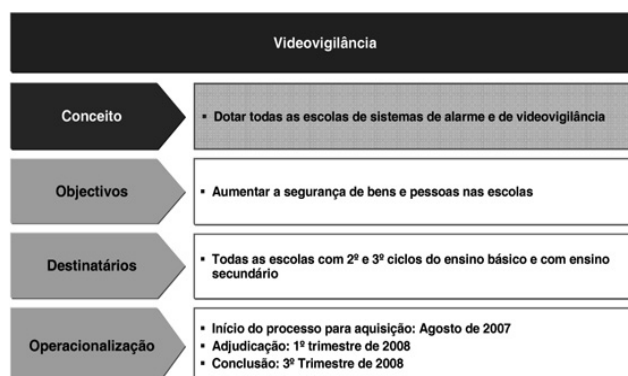 Videovigilância
Conceito
▪ Dotar todas as escolas de sistemas de alarme e de videovigilância
Objectivos
▪ Aumentar a segurança de bens e pessoas nas escolas
Destinatários
▪ Todas as escolas com 2º e 3º ciclos do ensino básico e com ensino
secundário
Operacionalização
▪ Início do processo para aquisição: Agosto de 2007
▪ Adjudicação: 1º trimestre de 2008
▪ Conclusão: 3º Trimestre de 2008